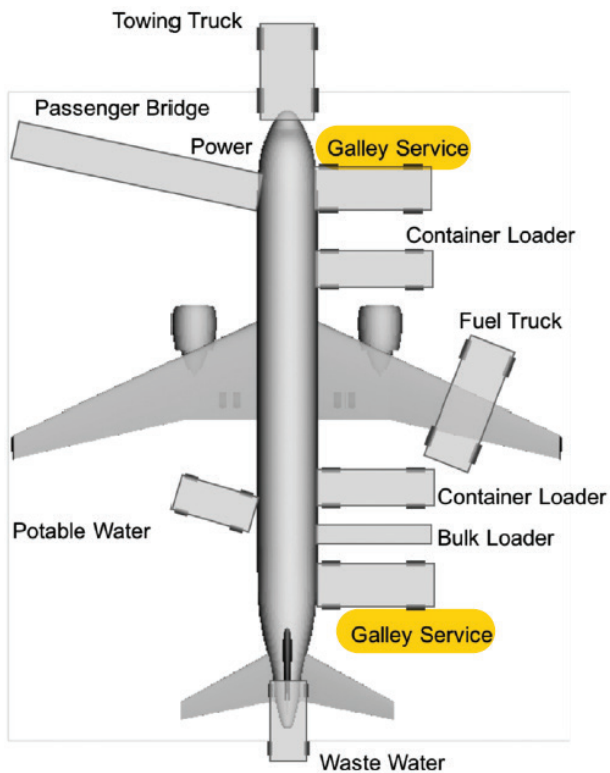 Towing Truck
Passenger Bridge
Power
Galley Service
Container Loader
Fuel Truck
Container Loader
Potable Water
Bulk Loader
Galley Service
Waste Water